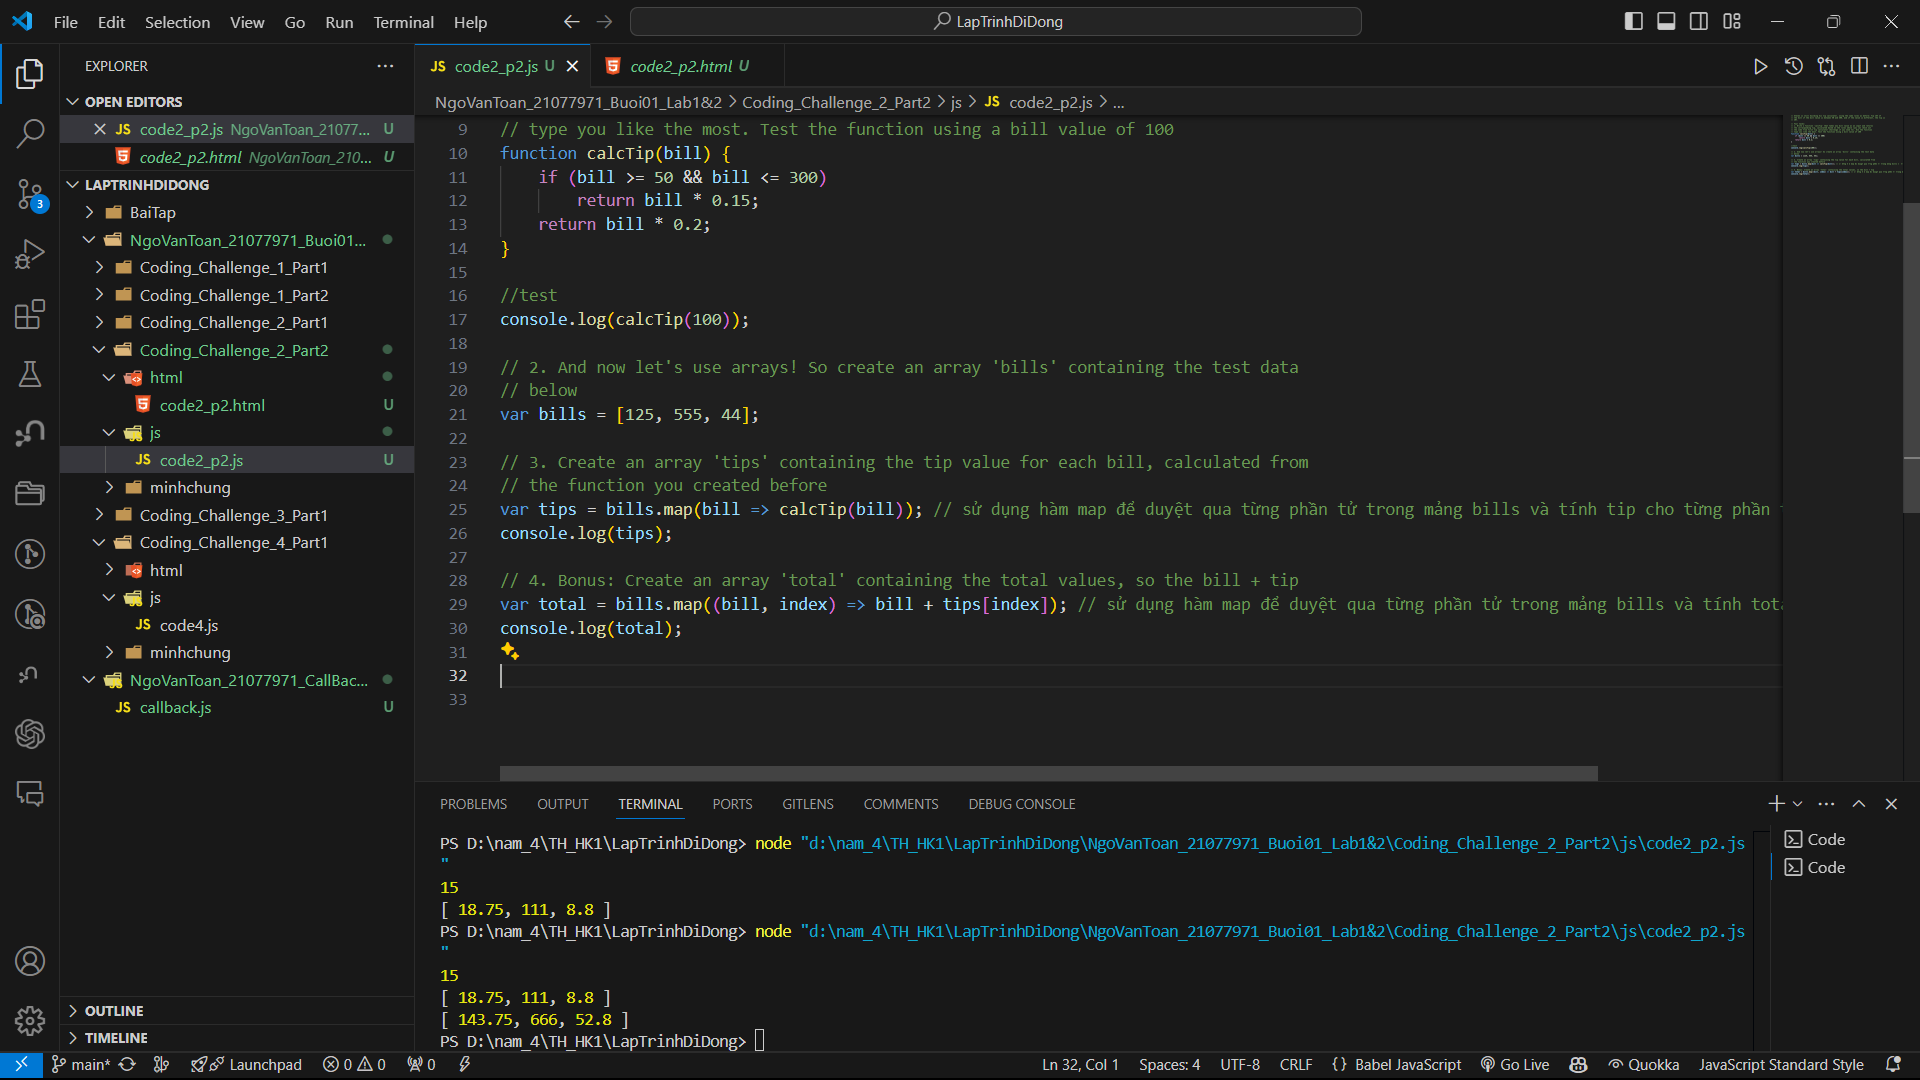 File Edit Selection View Go Run Terminal Help
LapTrinhDiDong
EXPLORER
OPEN EDITORS
JS code2_p2.js NgoVanToan_21077... U
code2_p2.html NgoVanToan_210... U
LAPTRINHDIDONG
BaiTap
NgoVanToan_21077971_Buoi01...
Coding_Challenge_1_Part1
Coding_Challenge_1_Part2
Coding_Challenge_2_Part1
Coding_Challenge_2_Part2
html
code2_p2.html U
js
JS code2_p2.js U
minhchung
Coding_Challenge_3_Part1
Coding_Challenge_4_Part1
html
js
JS code4.js
minhchung
NgoVanToan_21077971_CallBac...
JS callback.js U
OUTLINE
TIMELINE
3
JS code2_p2.js U
code2_p2.html U
NgoVanToan_21077971_Buoi01_Lab1&2 > Coding_Challenge_2_Part2 > js > JS code2_p2.js > ...
9 // type you like the most. Test the function using a bill value of 100
10 function calcTip(bill) {
11 if (bill >= 50 && bill <= 300)
12 return bill * 0.15;
13 return bill * 0.2;
14 }
15
16 //test
17 console.log(calcTip(100));
18
19 // 2. And now let's use arrays! So create an array 'bills' containing the test data
20 // below
21 var bills = [125, 555, 44];
22
23 // 3. Create an array 'tips' containing the tip value for each bill, calculated from
24 // the function you created before
25 var tips = bills.map(bill => calcTip(bill)); // sử dụng hàm map để duyệt qua từng phần tử trong mảng bills và tính tip cho từng phần
26 console.log(tips);
27
28 // 4. Bonus: Create an array 'total' containing the total values, so the bill + tip
29 var total = bills.map((bill, index) => bill + tips[index]); // sử dụng hàm map để duyệt qua từng phần tử trong mảng bills và tính tota
30 console.log(total);
31
32
33
PROBLEMS OUTPUT TERMINAL PORTS GITLENS COMMENTS DEBUG CONSOLE
PS D:\nam_4\TH_HK1\LapTrinhDiDong> node "d:\nam_4\TH_HK1\LapTrinhDiDong\NgoVanToan_21077971_Buoi01_Lab1&2\Coding_Challenge_2_Part2\js\code2_p2.js
"
15
[ 18.75, 111, 8.8 ]
PS D:\nam_4\TH_HK1\LapTrinhDiDong> node "d:\nam_4\TH_HK1\LapTrinhDiDong\NgoVanToan_21077971_Buoi01_Lab1&2\Coding_Challenge_2_Part2\js\code2_p2.js
"
15
[ 18.75, 111, 8.8 ]
[ 143.75, 666, 52.8 ]
PS D:\nam_4\TH_HK1\LapTrinhDiDong>
Code
Code
main* Launchpad 0 0 0 Ln 32, Col 1 Spaces: 4 UTF-8 CRLF {} Babel JavaScript Go Live Quokka JavaScript Standard Style